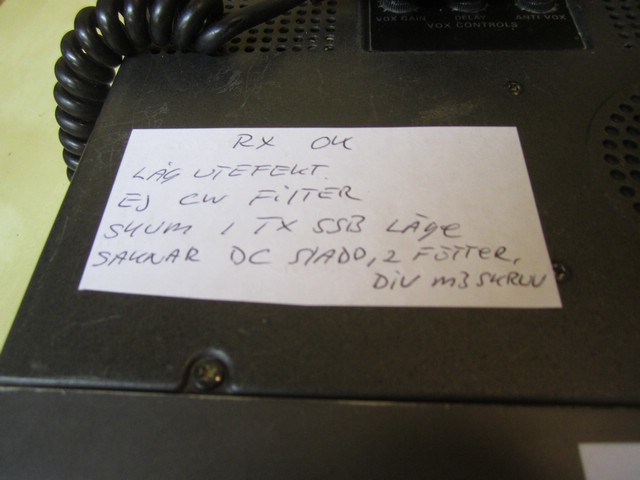 VOX GAIN DELAY ANTI-VOX
VOX CONTROLS
RX OK
LÅG UTEFEKT.
EJ CW FILTER
SKUM I TX SSB LÄGE
SAKNAR DC SLADD, 2 FÖTTER,
DIV M3 SKRUV